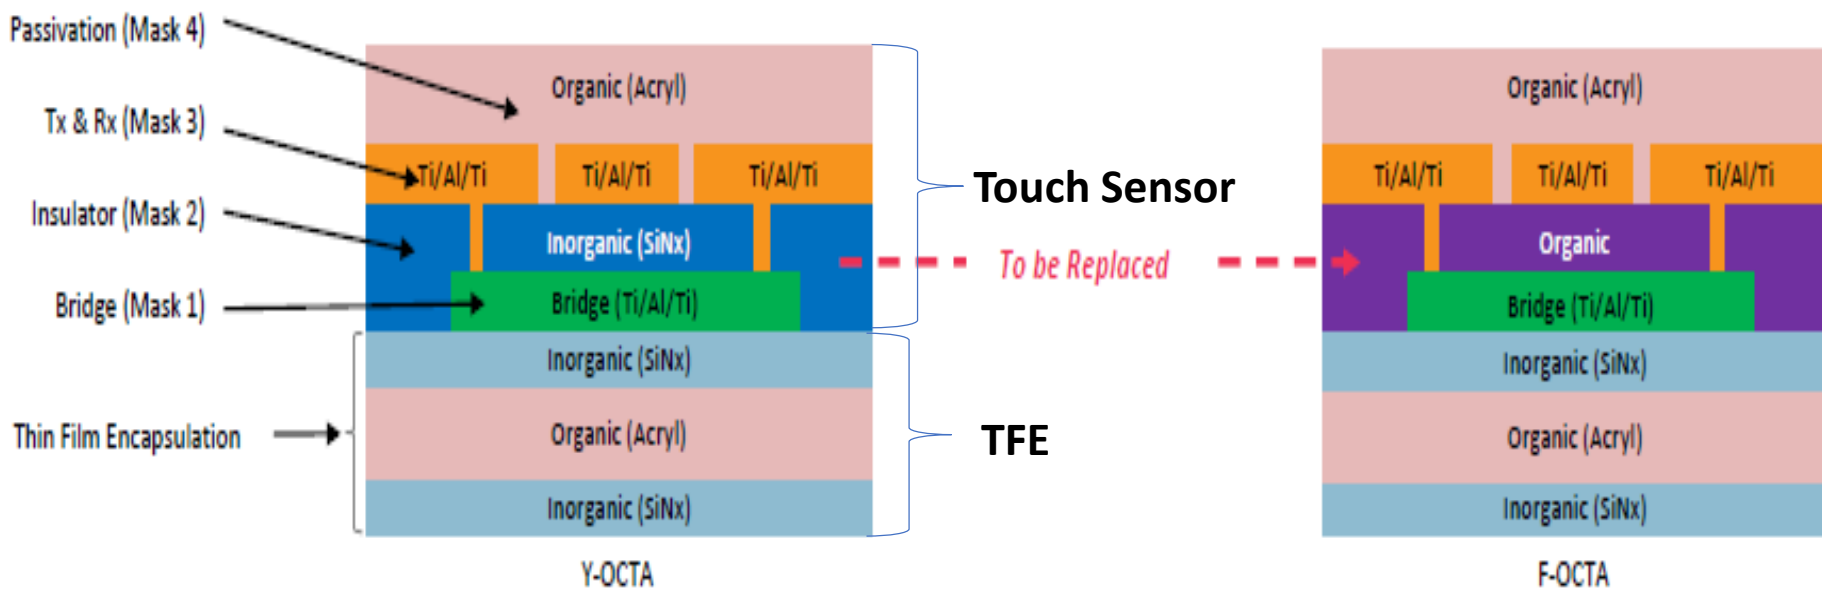 Passivation (Mask 4)
Tx & Rx (Mask 3)
Insulator (Mask 2)
Bridge (Mask 1)
Thin Film Encapsulation
Organic (Acryl)
Ti/Al/Ti
Ti/Al/Ti
Ti/Al/Ti
Inorganic (SiNx)
Bridge (Ti/Al/Ti)
Inorganic (SiNx)
Organic (Acryl)
Inorganic (SiNx)
Y-OCTA
Touch Sensor
To be Replaced
TFE
Organic (Acryl)
Ti/Al/Ti
Ti/Al/Ti
Ti/Al/Ti
Organic
Bridge (Ti/Al/Ti)
Inorganic (SiNx)
Organic (Acryl)
Inorganic (SiNx)
F-OCTA